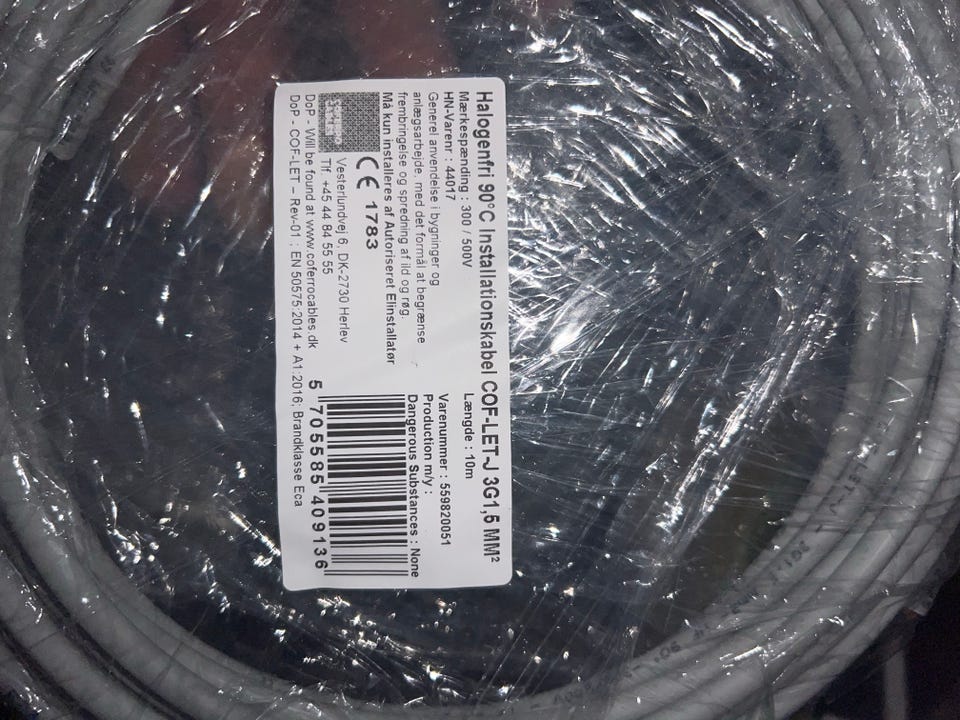 Halogenfri 90°C Installationskabel COF-LET-J 3G1,5 MM²
Mærkespænding : 300 / 500V
Længde : 10m
HN-Varenr : 44017
Varenummer : 559820051
Generel anvendelse i bygninger og
anlægsarbejde, med det formål at begrænse
frembringelse og spredning af ild og røg.
Må kun installeres af Autoriseret Elinstallatør
Production m/y :
Dangerous Substances : None
CE 1783
Vesterlundvej 6, DK-2730 Herlev
Tlf. +45 44 84 55 55
DoP - Will be found at www.coferrocables.dk
DoP - COF-LET – Rev-01 : EN 50575:2014 + A1:2016; Brandklasse Eca
5 705585 409136